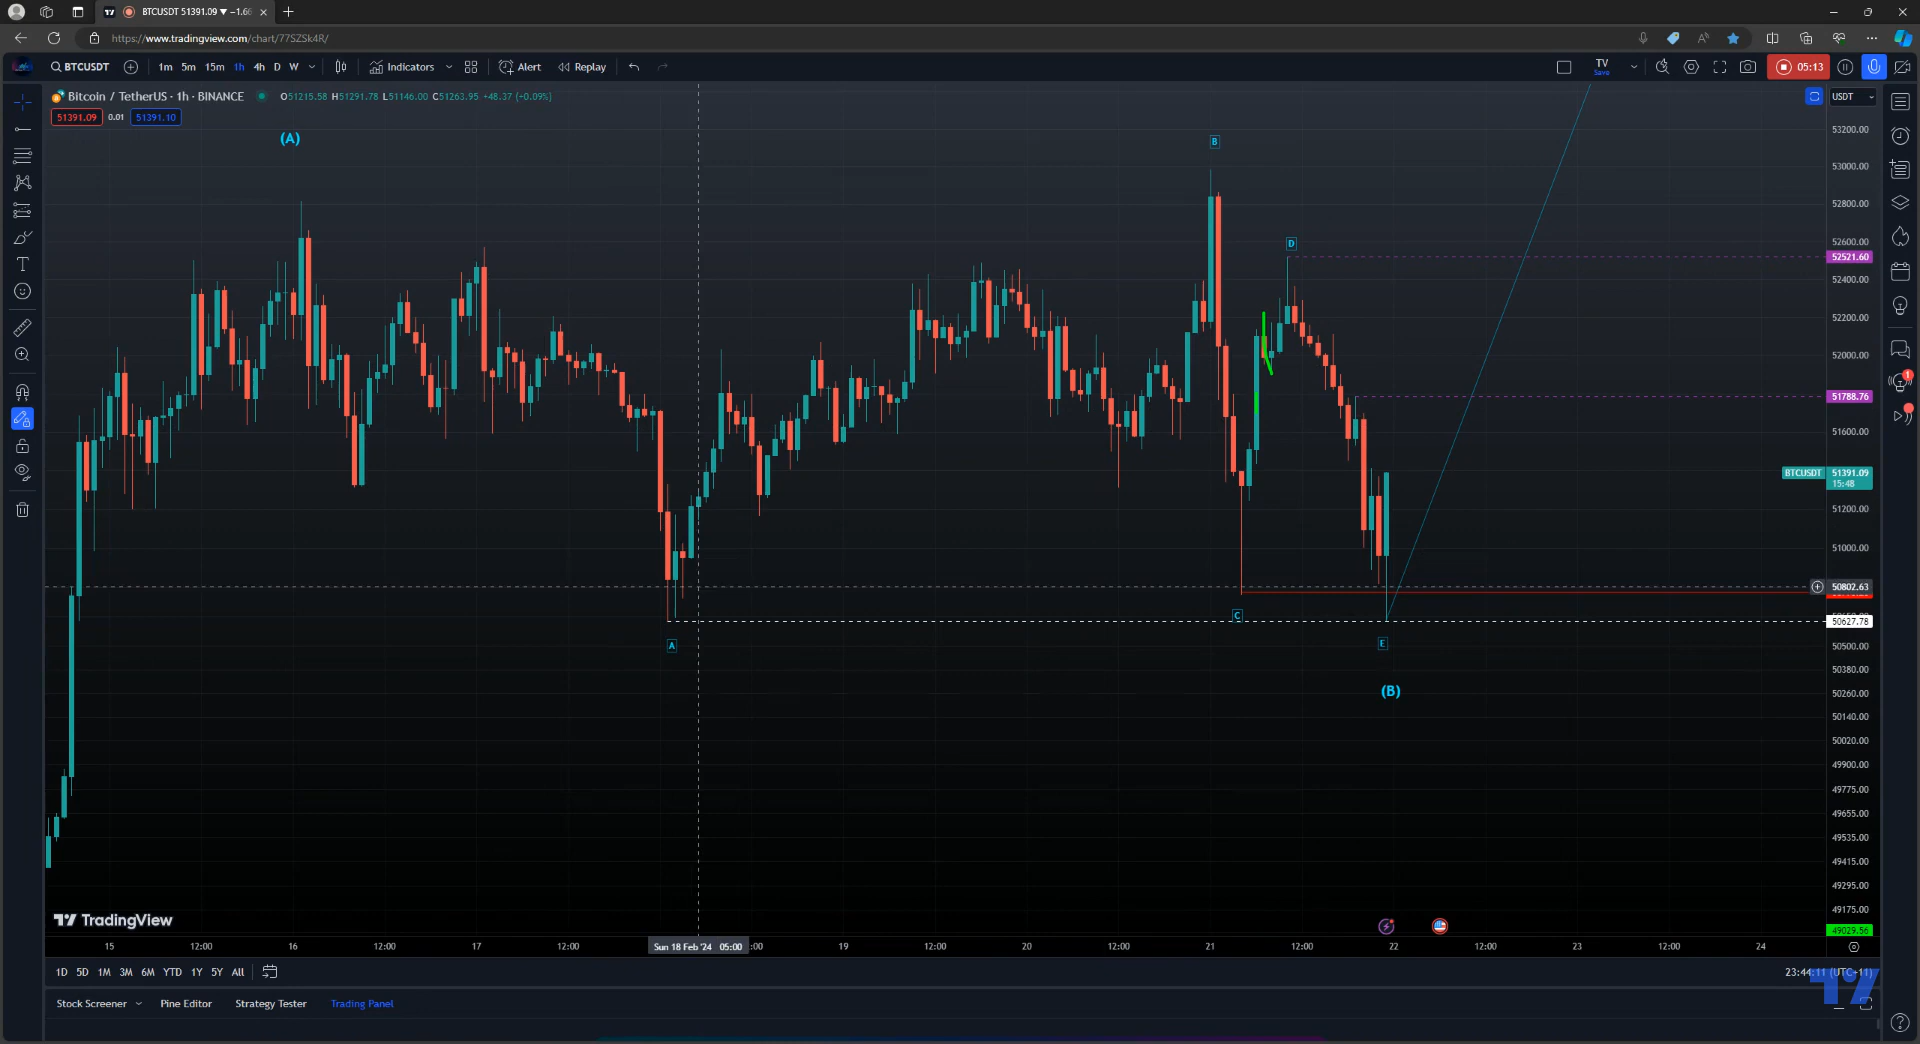 BTCUSDT 51391.09 ▼ −1.66
https://www.tradingview.com/chart/77SZSk4R/
BTCUSDT 1m 5m 15m 1h 4h D W Indicators Alert Replay TV Save 05:13
Bitcoin / TetherUS · 1h · BINANCE O51215.58 H51291.78 L51146.00 C51263.95 +48.37 (+0.09%) USDT
51391.09 0.01 51391.10
(A)
B
D
A
C
E
(B)
53200.00
53000.00
52800.00
52600.00
52521.60
52400.00
52200.00
52000.00
51788.76
51600.00
BTCUSDT 51391.09
15:48
51200.00
51000.00
50802.63
50627.78
50500.00
50380.00
50260.00
50140.00
50020.00
49900.00
49775.00
49655.00
49535.00
49415.00
49295.00
49175.00
49029.56
TradingView
15 12:00 16 12:00 17 12:00 Sun 18 Feb '24 05:00 :00 19 12:00 20 12:00 21 12:00 22 12:00 23 12:00 24
1D 5D 1M 3M 6M YTD 1Y 5Y All 23:44:11 (UTC+11)
Stock Screener Pine Editor Strategy Tester Trading Panel
1